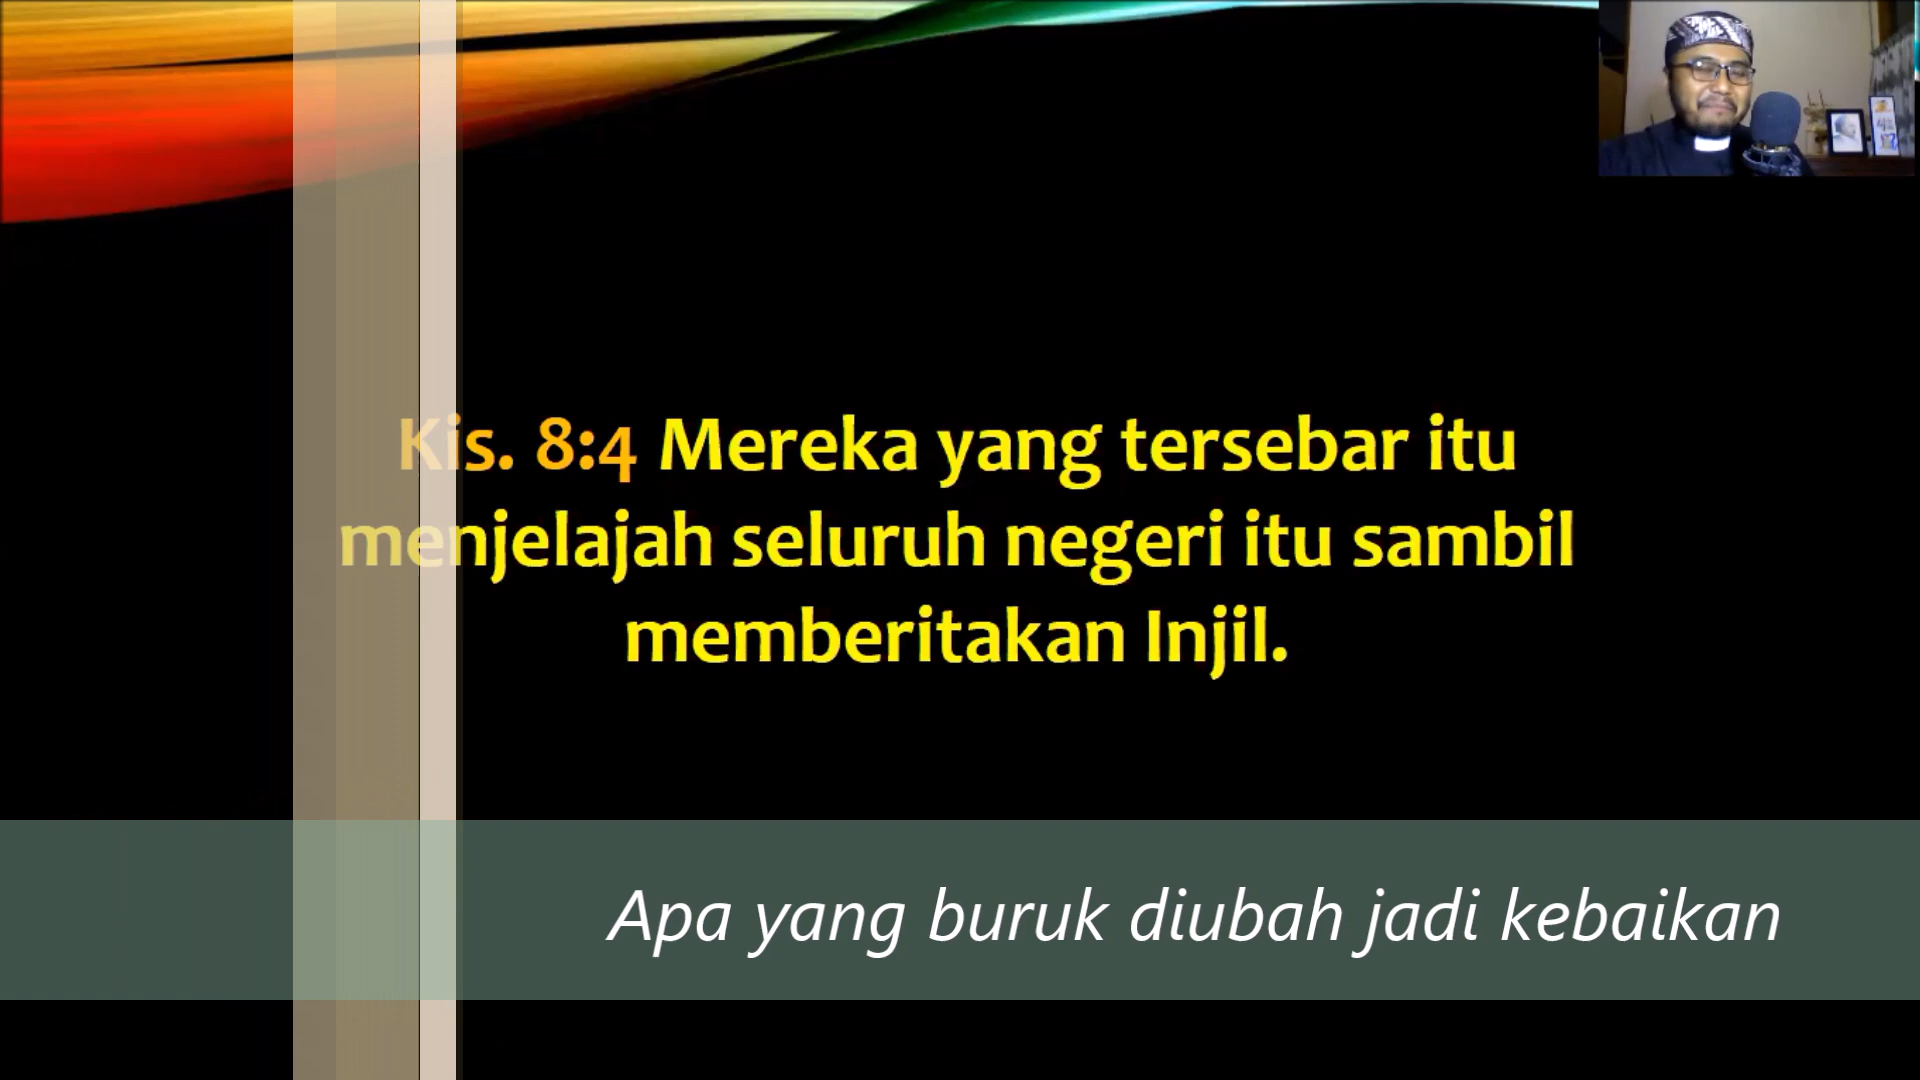 Kis. 8:4 Mereka yang tersebar itu
menjelajah seluruh negeri itu sambil
memberitakan Injil.
Apa yang buruk diubah jadi kebaikan